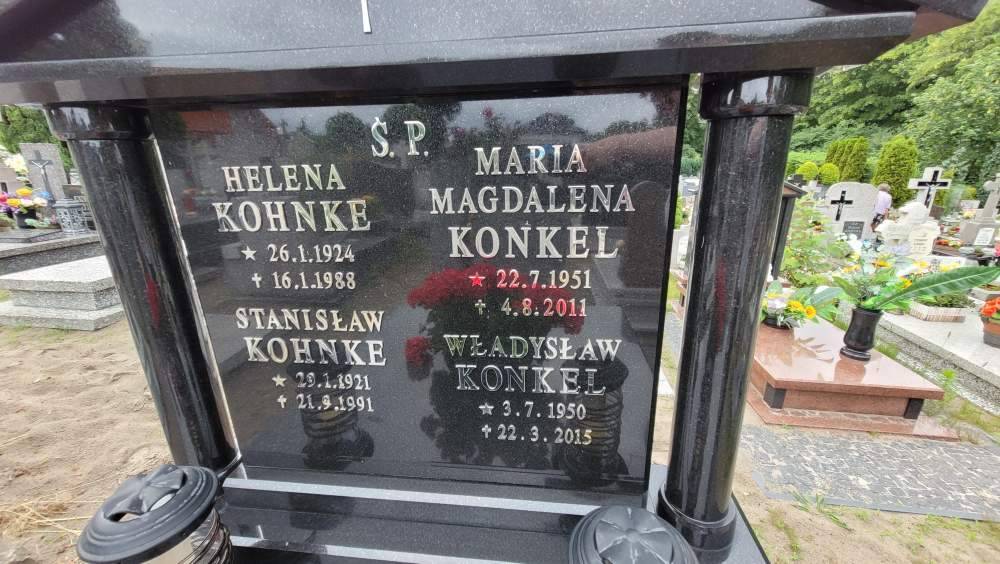 Ś. P.
HELENA
KOHNKE
★ 26.1.1924
✝ 16.1.1988
STANISŁAW
KOHNKE
★ 29.1.1921
✝ 21.9.1991
MARIA
MAGDALENA
KONKEL
★ 22.7.1951
✝ 4.8.2011
WŁADYSŁAW
KONKEL
★ 3.7.1950
✝ 22.3.2015